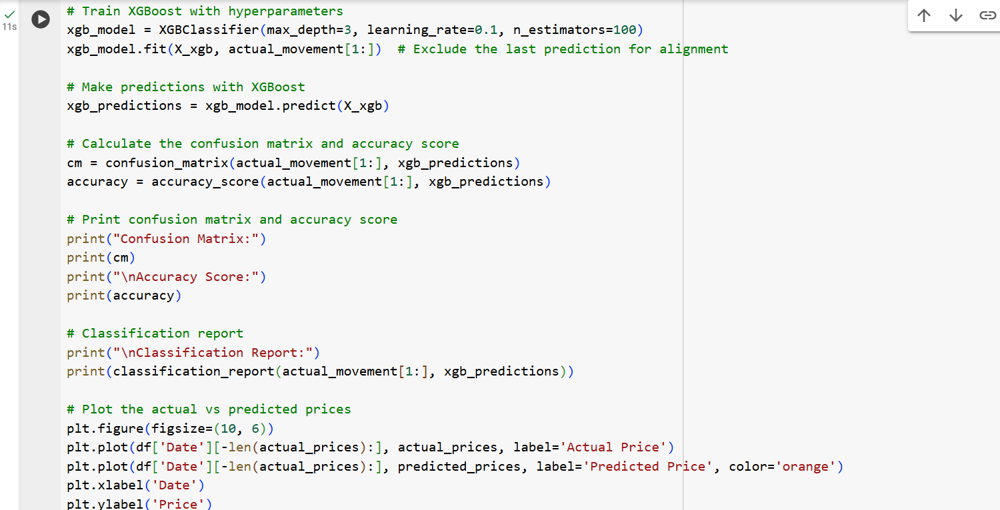 # Train XGBoost with hyperparameters
11s
xgb_model = XGBClassifier(max_depth=3, learning_rate=0.1, n_estimators=100)
xgb_model.fit(X_xgb, actual_movement[1:])  # Exclude the last prediction for alignment
# Make predictions with XGBoost
xgb_predictions = xgb_model.predict(X_xgb)
# Calculate the confusion matrix and accuracy score
cm = confusion_matrix(actual_movement[1:], xgb_predictions)
accuracy = accuracy_score(actual_movement[1:], xgb_predictions)
# Print confusion matrix and accuracy score
print("Confusion Matrix:")
print(cm)
print("\nAccuracy Score:")
print(accuracy)
# Classification report
print("\nClassification Report:")
print(classification_report(actual_movement[1:], xgb_predictions))
# Plot the actual vs predicted prices
plt.figure(figsize=(10, 6))
plt.plot(df['Date'][-len(actual_prices):], actual_prices, label='Actual Price')
plt.plot(df['Date'][-len(actual_prices):], predicted_prices, label='Predicted Price', color='orange')
plt.xlabel('Date')
plt.ylabel('Price')